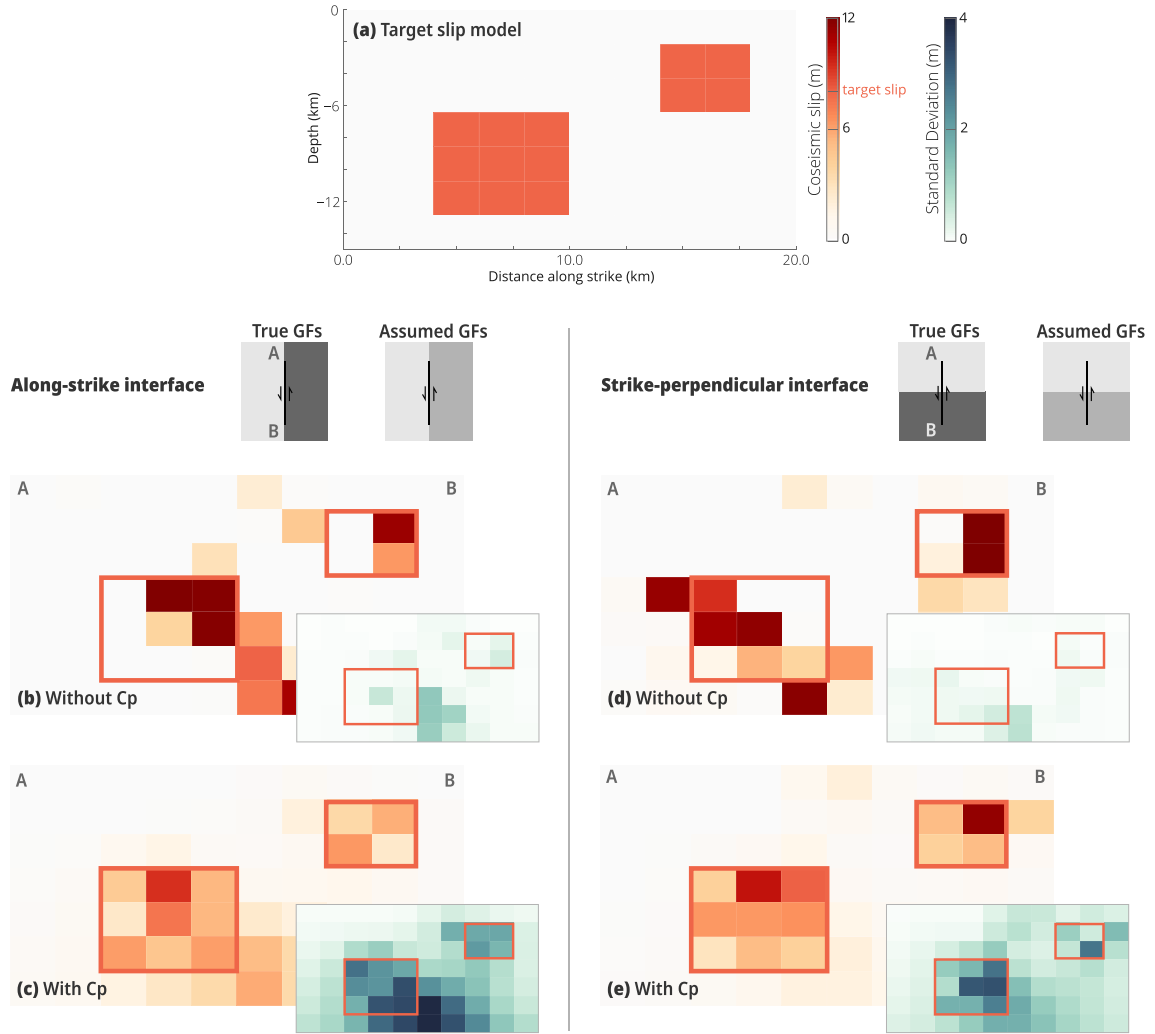 (a) Target slip model
0
−6
−12
Depth (km)
0.0
10.0
20.0
Distance along strike (km)
Coseismic slip (m)
12
target slip
6
0
Standard Deviation (m)
4
2
0
True GFs
Assumed GFs
A
B
Along-strike interface
True GFs
Assumed GFs
A
B
Strike-perpendicular interface
A
B
(b) Without Cp
A
B
(d) Without Cp
A
B
(c) With Cp
A
B
(e) With Cp